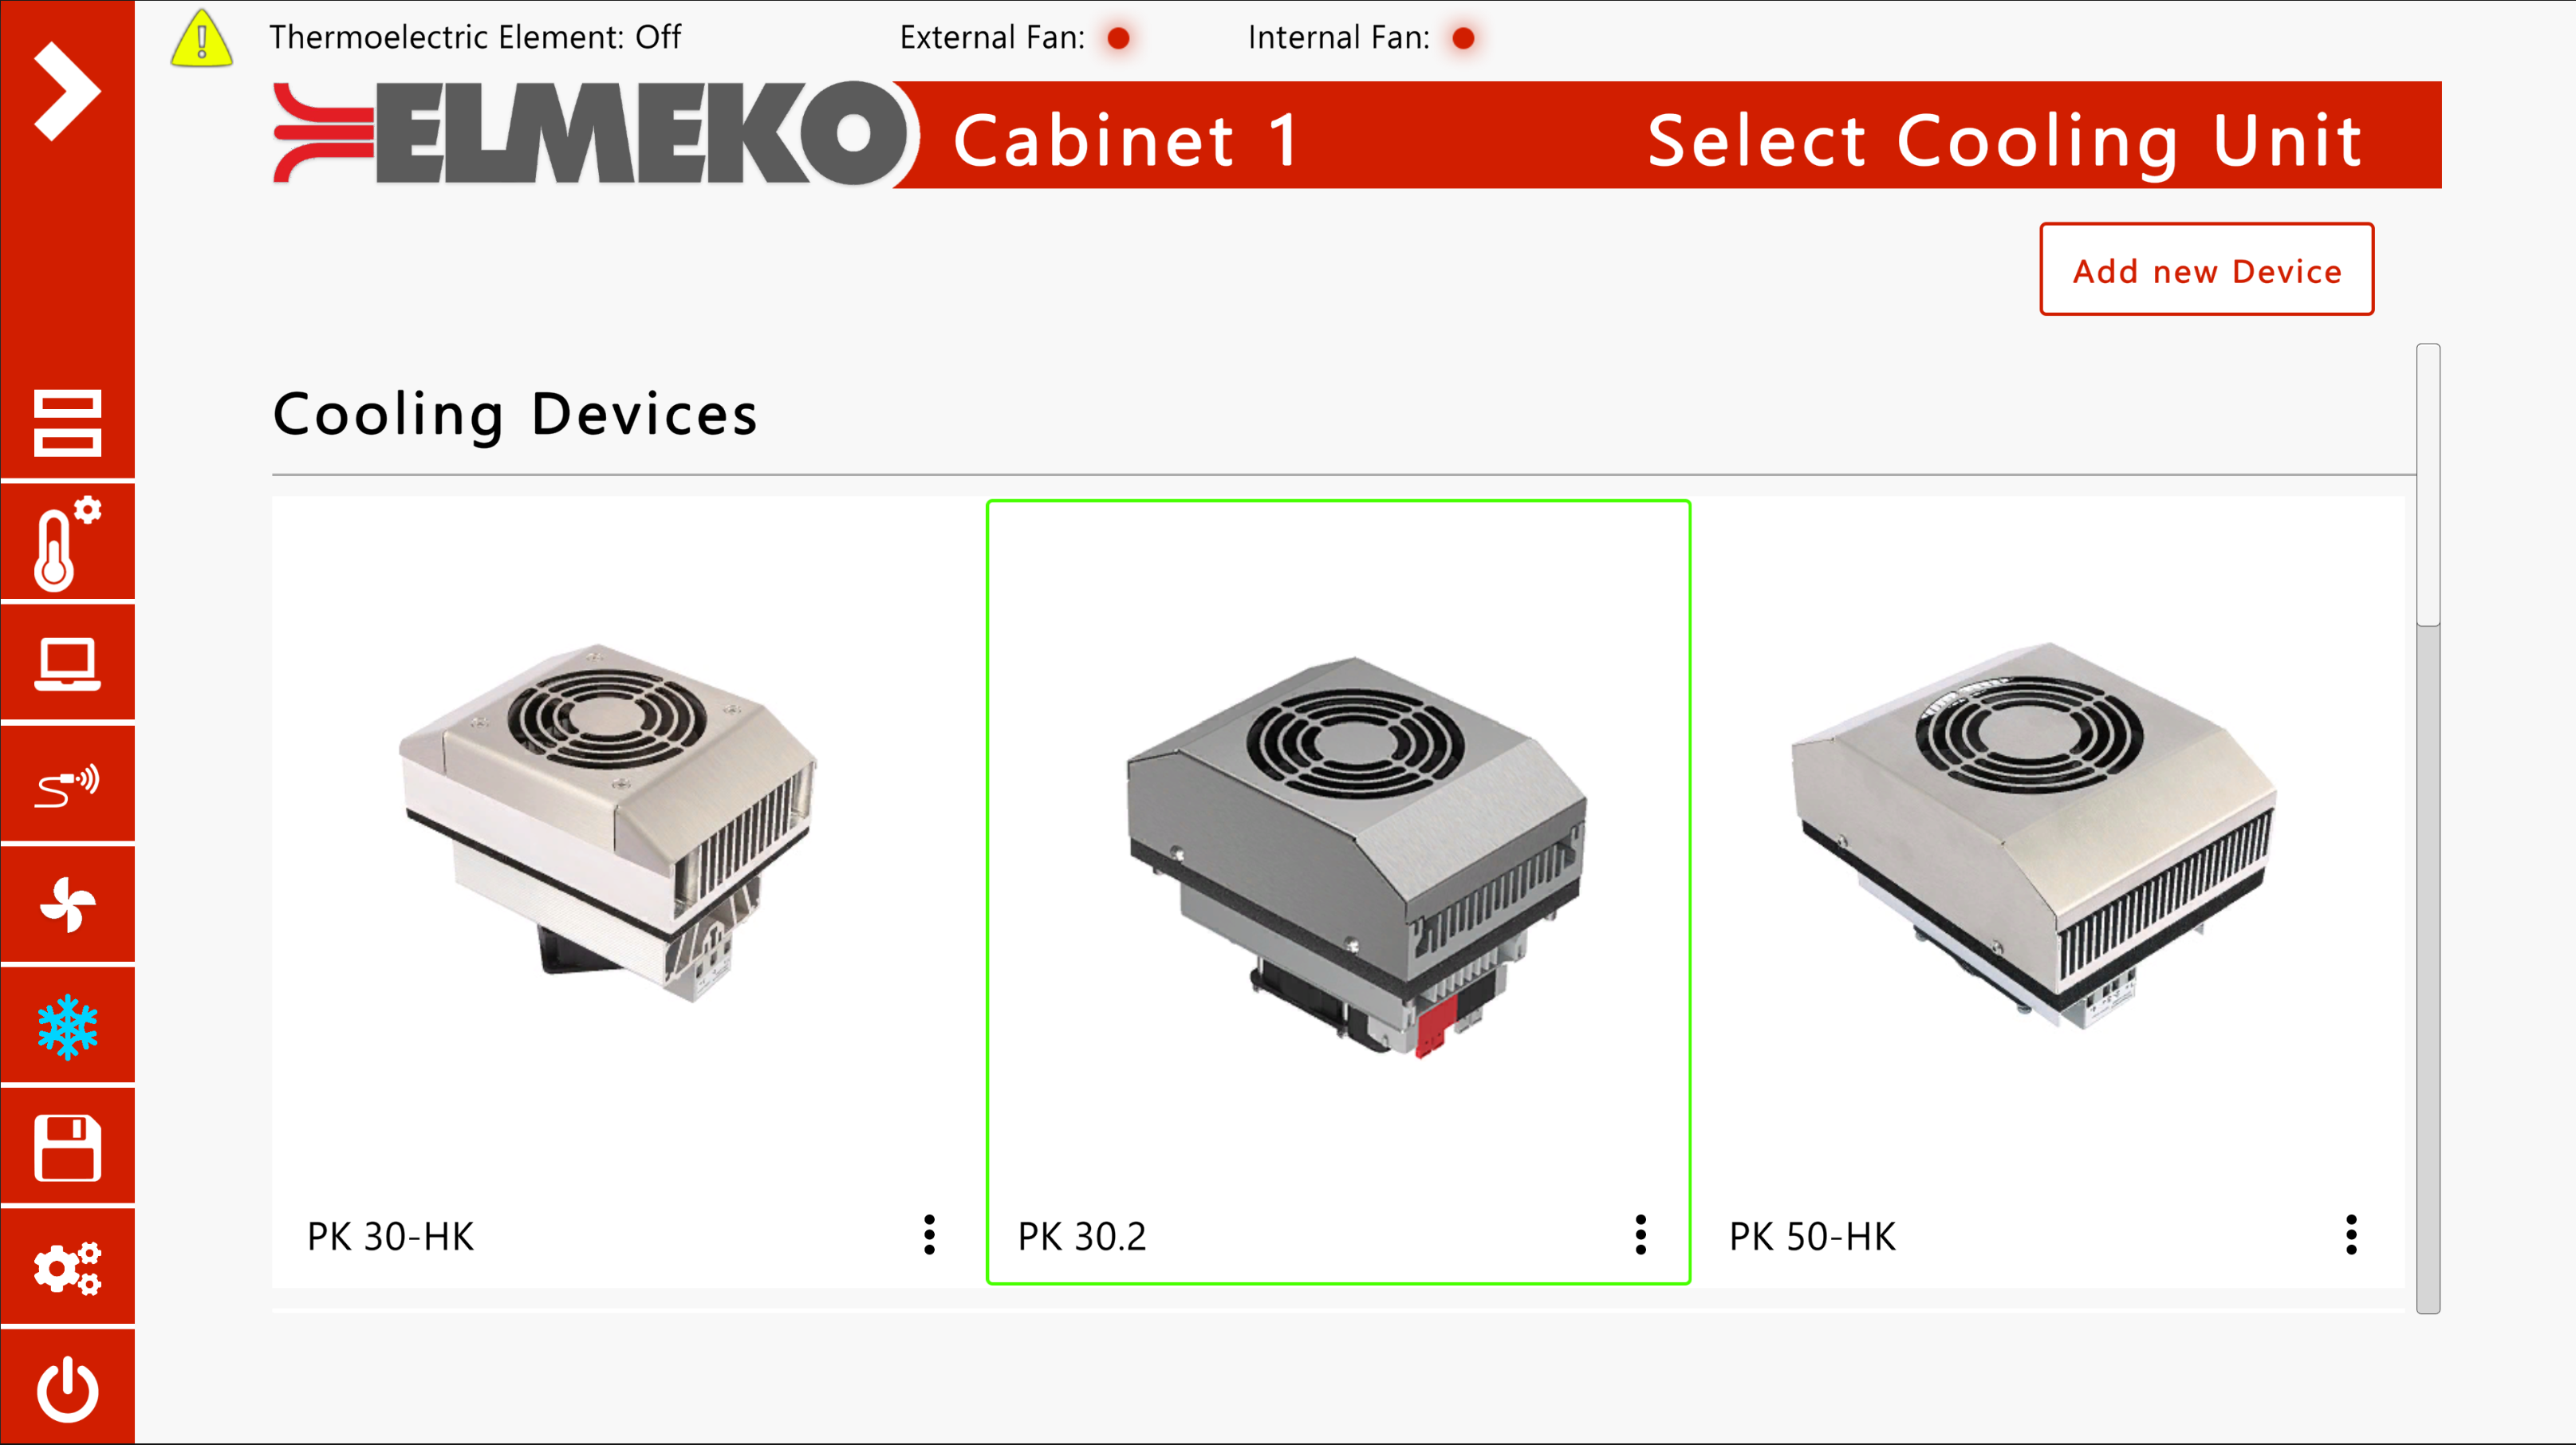 Thermoelectric Element: Off External Fan: Internal Fan:
ELMEKO Cabinet 1 Select Cooling Unit
Add new Device
Cooling Devices
PK 30-HK PK 30.2 PK 50-HK